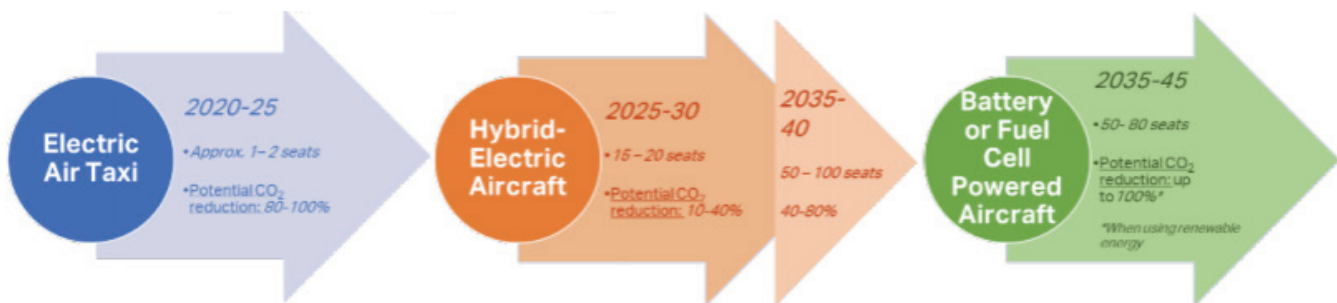 Electric
Air Taxi
2020-25
•Approx. 1–2 seats
•Potential CO₂
reduction: 80-100%
Hybrid-
Electric
Aircraft
2025-30
•15 – 20 seats
•Potential CO₂
reduction: 10-40%
2035-
40
50 – 100 seats
40-80%
Battery
or Fuel
Cell
Powered
Aircraft
2035-45
•50- 80 seats
•Potential CO₂
reduction: up
to 100%*
*When using renewable
energy